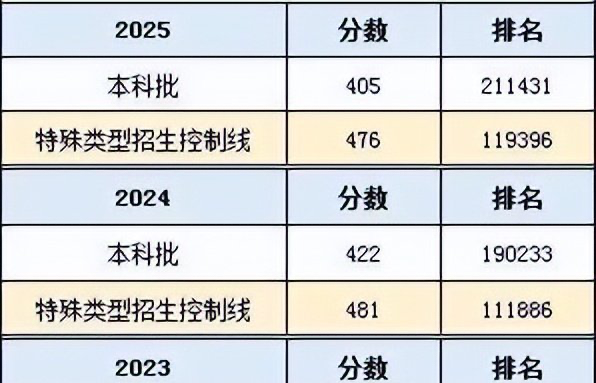 2025 分数 排名
本科批 405 211431
特殊类型招生控制线 476 119396
2024 分数 排名
本科批 422 190233
特殊类型招生控制线 481 111886
2023 分数 排名